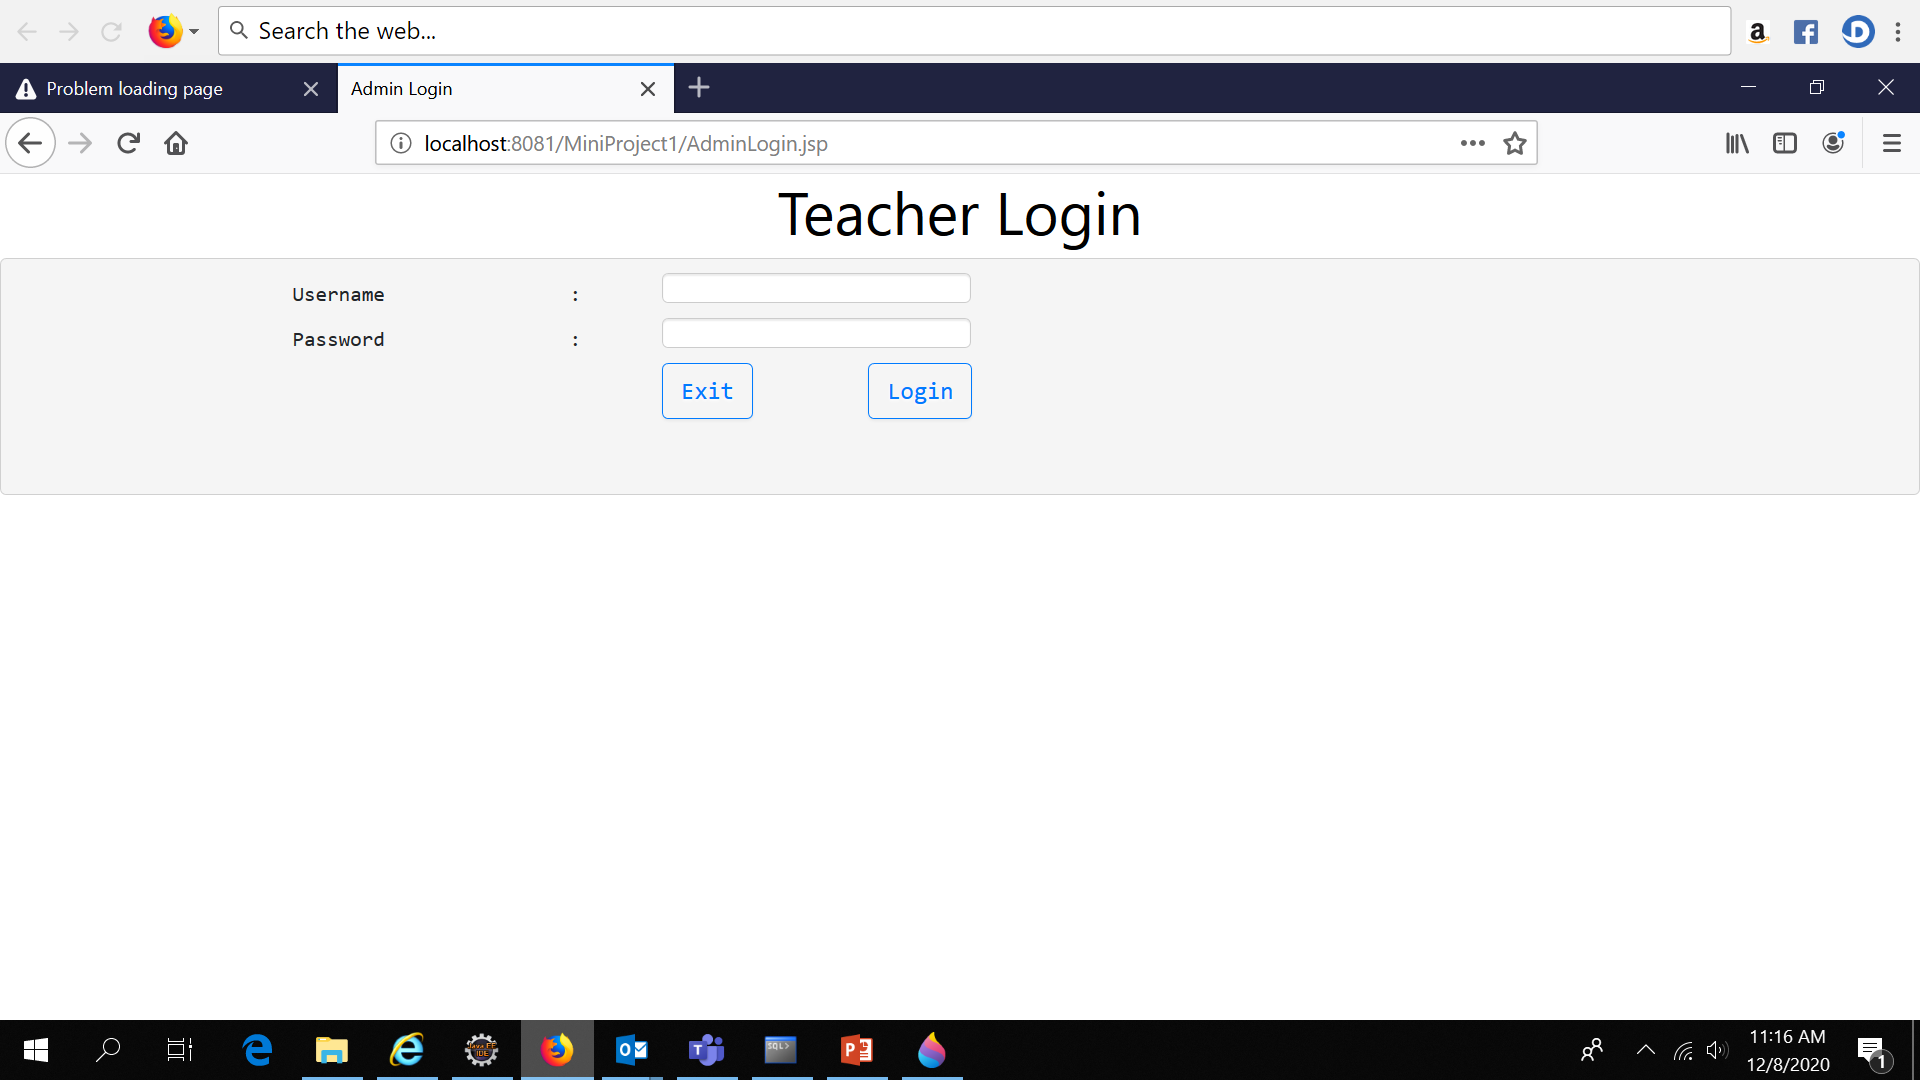 Search the web...
Problem loading page
Admin Login
localhost:8081/MiniProject1/AdminLogin.jsp
Teacher Login
Username :
Password :
Exit Login
11:16 AM
12/8/2020
1